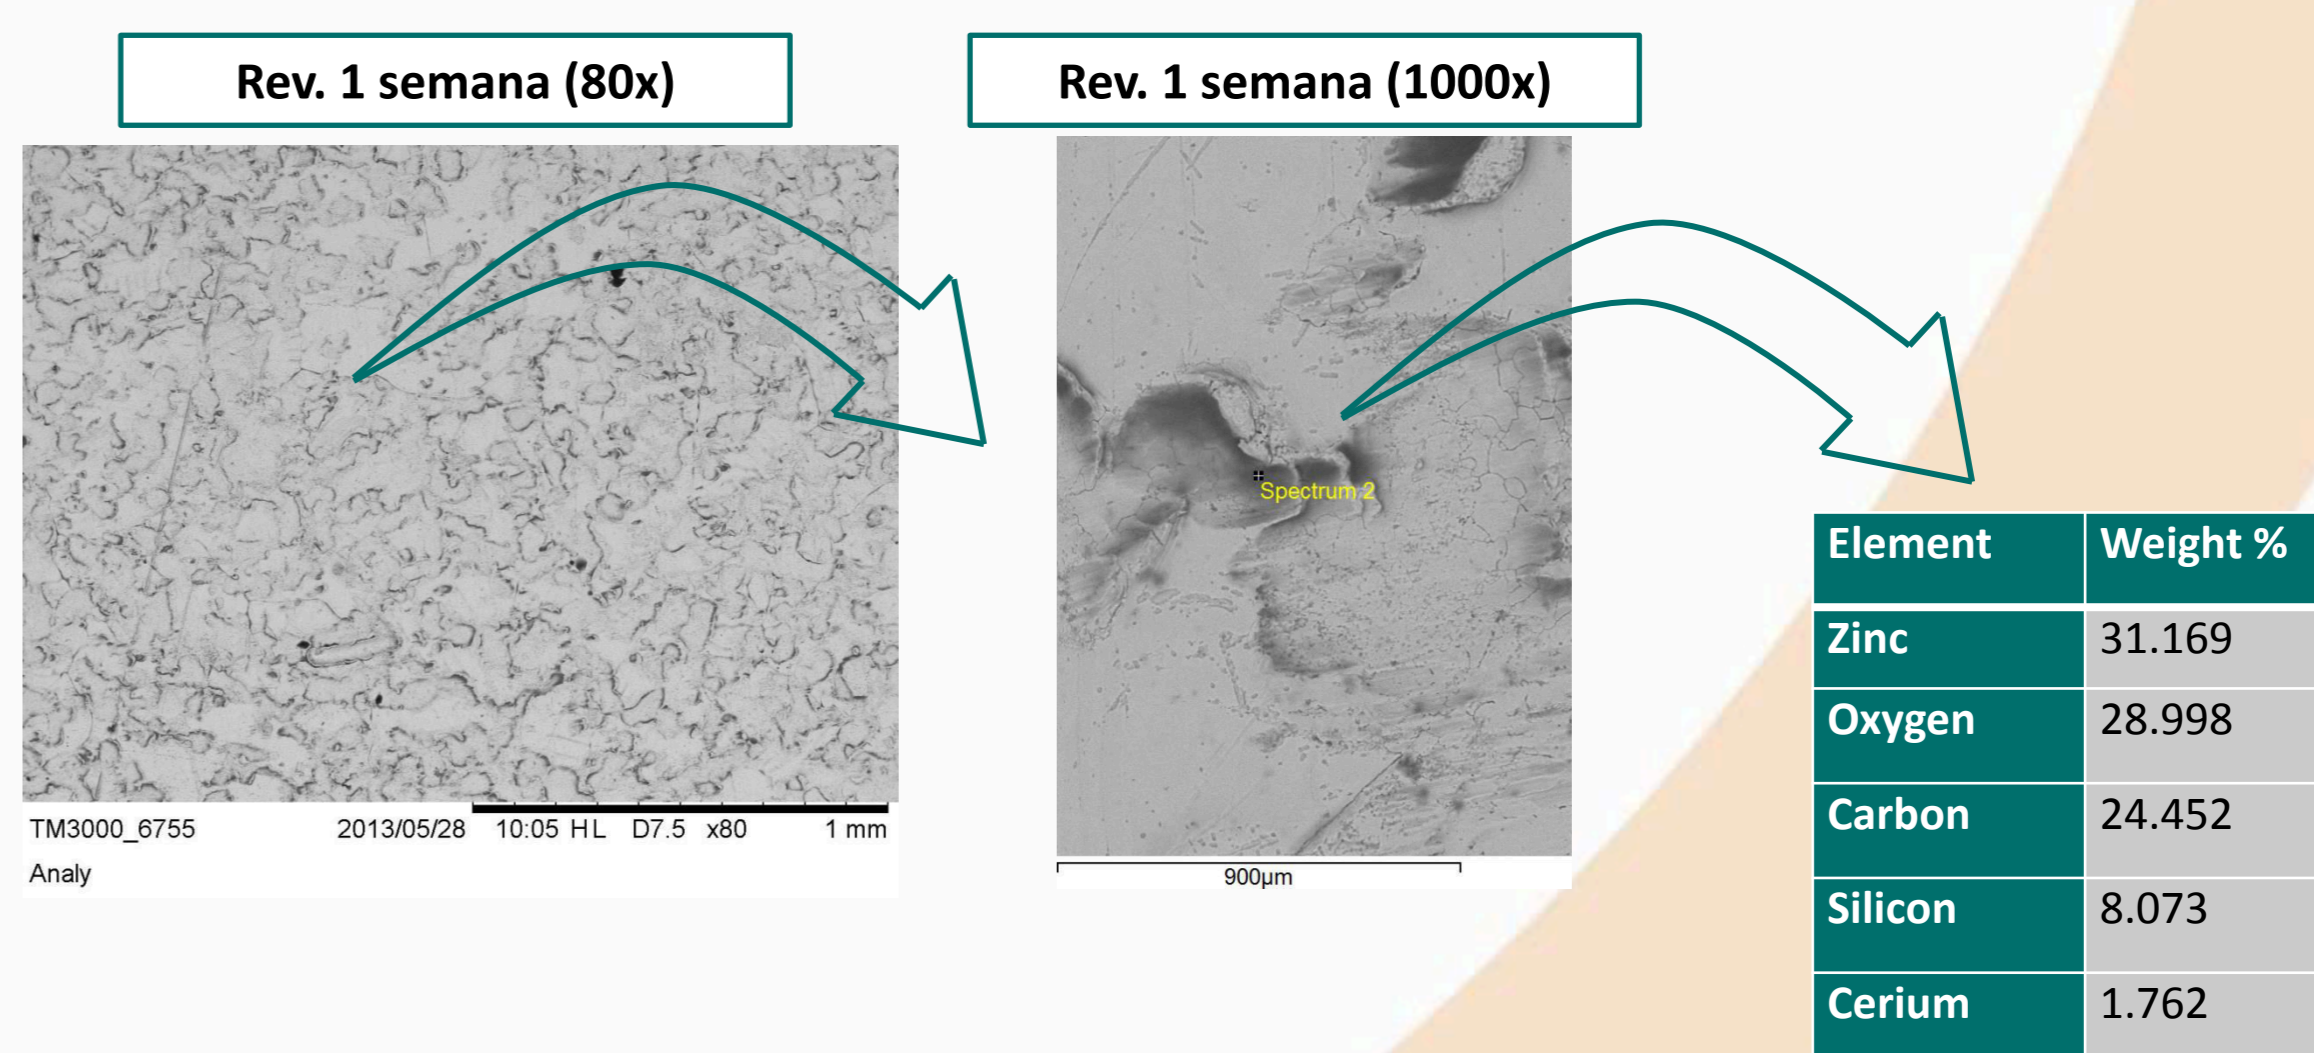 Rev. 1 semana (80x)
Rev. 1 semana (1000x)
Spectrum 2
TM3000_6755 2013/05/28 10:05 HL D7.5 x80 1 mm
Analy
900µm
Element Weight %
Zinc 31.169
Oxygen 28.998
Carbon 24.452
Silicon 8.073
Cerium 1.762